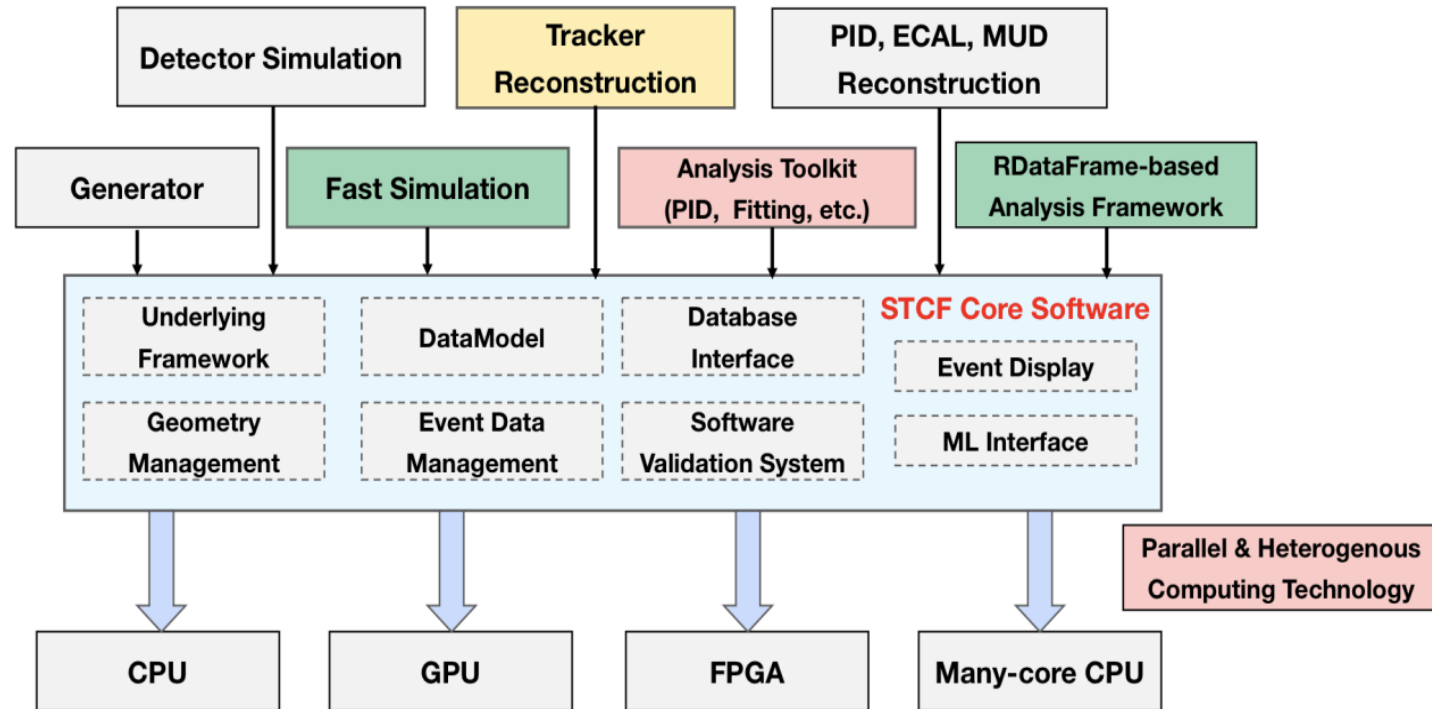 Detector Simulation
Tracker
Reconstruction
PID, ECAL, MUD
Reconstruction
Generator
Fast Simulation
Analysis Toolkit
(PID, Fitting, etc.)
RDataFrame-based
Analysis Framework
Underlying
Framework
DataModel
Database
Interface
STCF Core Software
Event Display
Geometry
Management
Event Data
Management
Software
Validation System
ML Interface
Parallel & Heterogenous
Computing Technology
CPU
GPU
FPGA
Many-core CPU